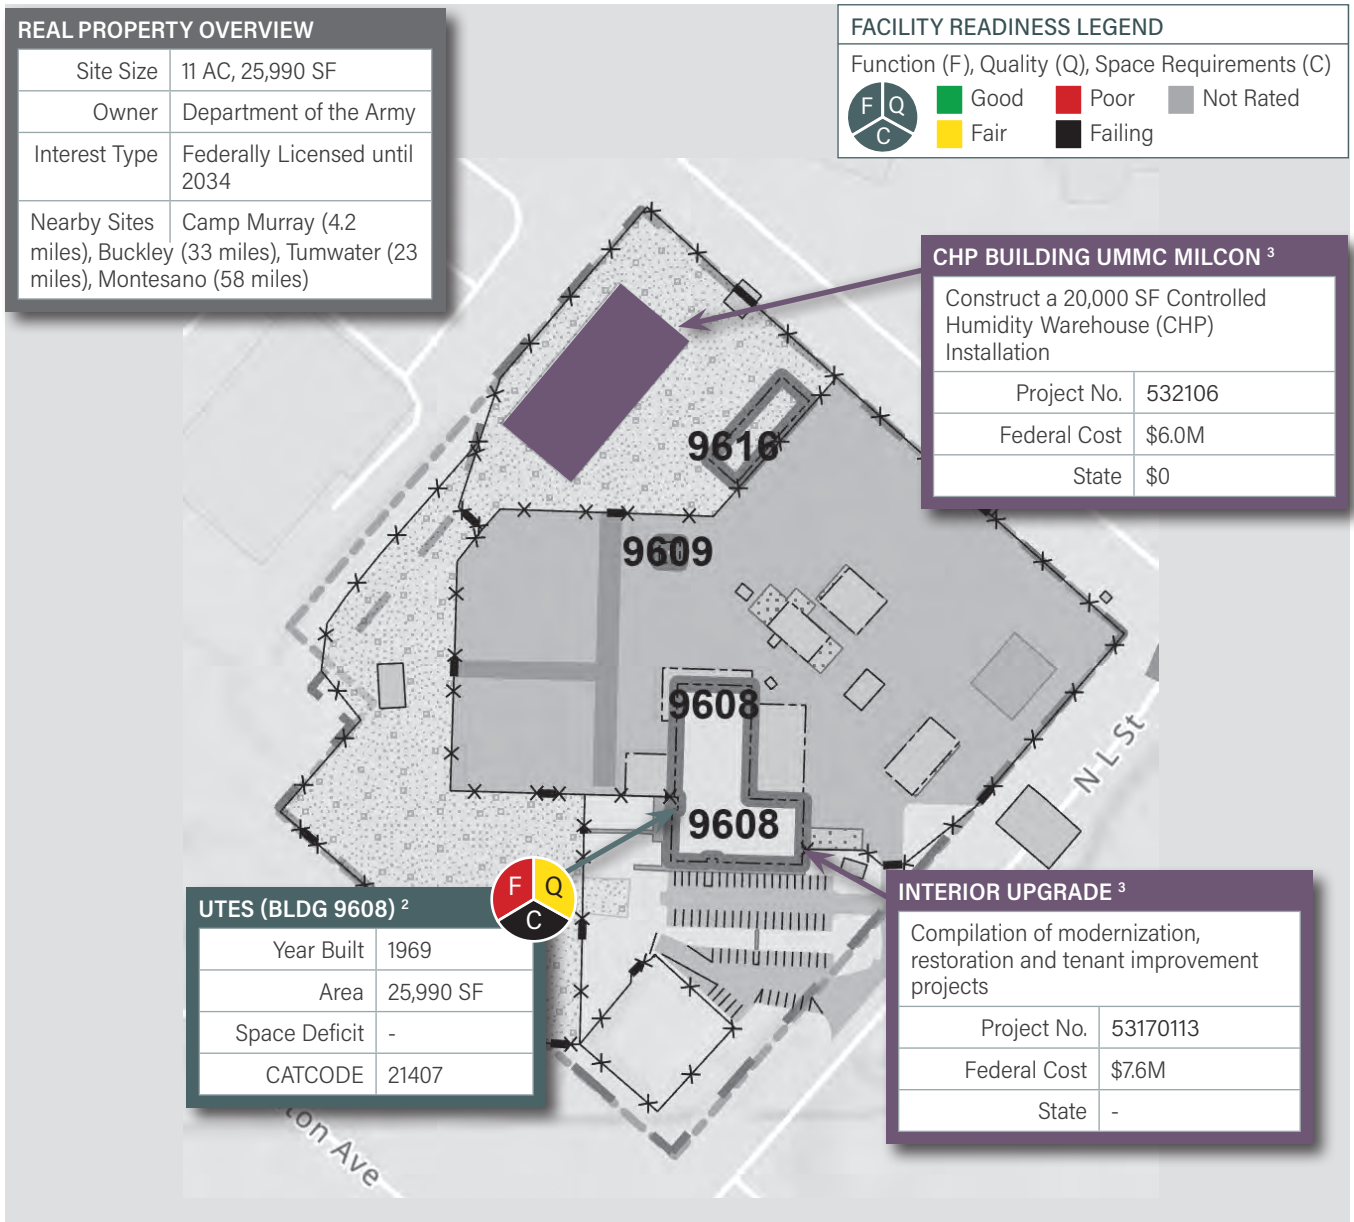 REAL PROPERTY OVERVIEW
Site Size 11 AC, 25,990 SF
Owner Department of the Army
Interest Type Federally Licensed until
2034
Nearby Sites Camp Murray (4.2
miles), Buckley (33 miles), Tumwater (23
miles), Montesano (58 miles)
FACILITY READINESS LEGEND
Function (F), Quality (Q), Space Requirements (C)
F Q
C
Good Poor Not Rated
Fair Failing
CHP BUILDING UMMC MILCON 3
Construct a 20,000 SF Controlled
Humidity Warehouse (CHP)
Installation
Project No. 532106
Federal Cost $6.0M
State $0
9616
9609
9608
9608
N L St
F Q
C
UTES (BLDG 9608) 2
Year Built 1969
Area 25,990 SF
Space Deficit -
CATCODE 21407
INTERIOR UPGRADE 3
Compilation of modernization,
restoration and tenant improvement
projects
Project No. 53170113
Federal Cost $7.6M
State -
Ave